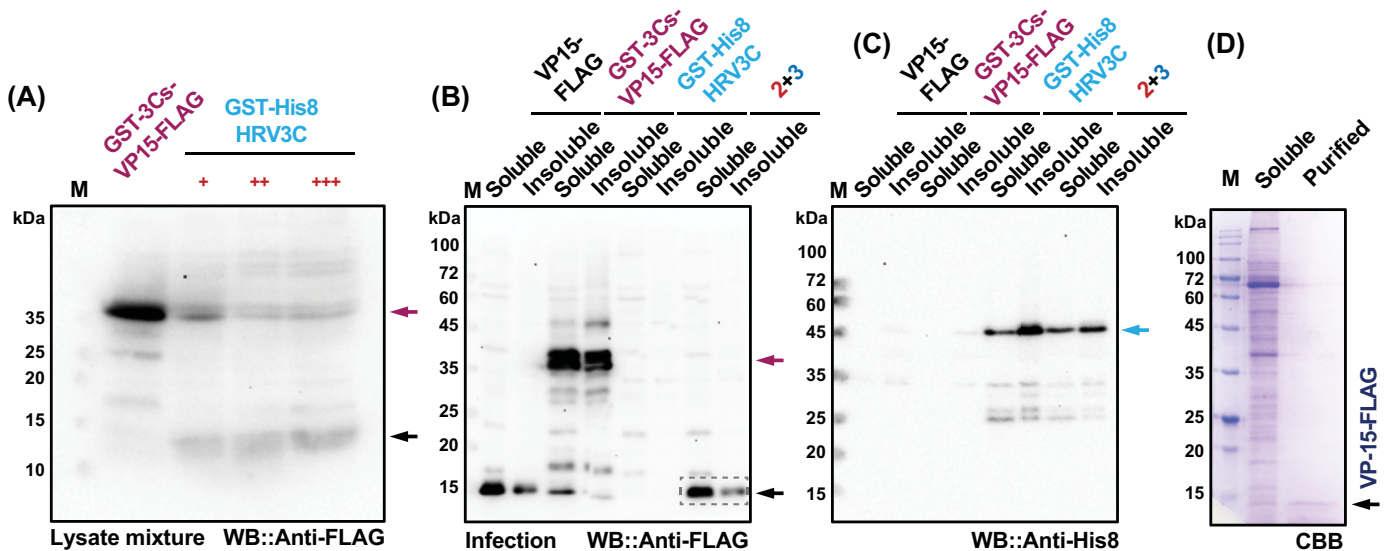 (A)
GST-3Cs-
VP15-FLAG
GST-His8
HRV3C
M
+
++
+++
kDa
35
25
20
15
10
Lysate mixture
WB::Anti-FLAG
(B)
VP15-
FLAG
GST-3Cs-
VP15-FLAG
GST-His8
HRV3C
2+3
M
Soluble
Insoluble
Soluble
Insoluble
Soluble
Insoluble
Soluble
Insoluble
kDa
100
72
60
45
35
25
20
15
Infection
WB::Anti-FLAG
(C)
VP15-
FLAG
GST-3Cs-
VP15-FLAG
GST-His8
HRV3C
2+3
M
Soluble
Insoluble
Soluble
Insoluble
Soluble
Insoluble
Soluble
Insoluble
kDa
100
72
60
45
35
25
20
15
WB::Anti-His8
(D)
M
Soluble
Purified
kDa
100
72
60
45
35
25
20
15
VP-15-FLAG
CBB